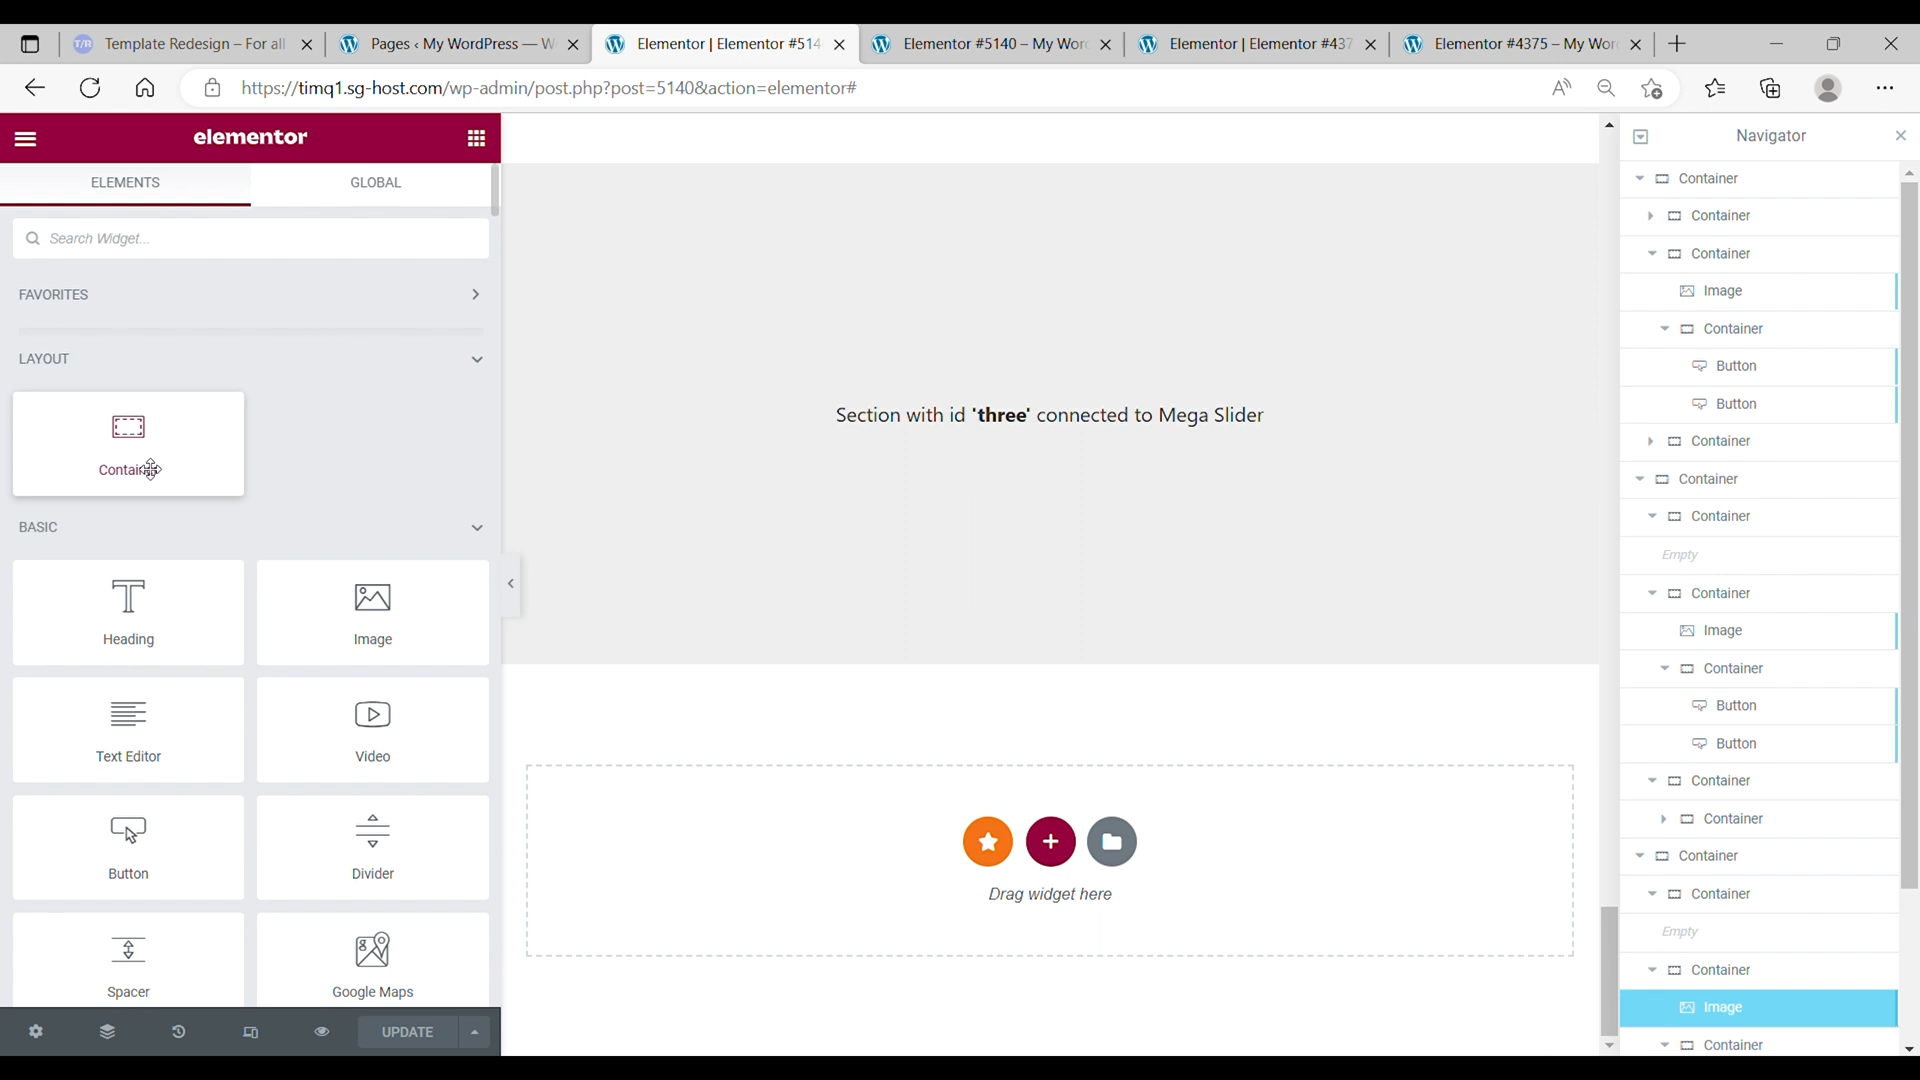 Template Redesign – For all
Pages ‹ My WordPress — W
Elementor | Elementor #514
Elementor #5140 – My Wor
Elementor | Elementor #437
Elementor #4375 – My Wor
https://timq1.sg-host.com/wp-admin/post.php?post=5140&action=elementor#
elementor
ELEMENTS
GLOBAL
Search Widget...
FAVORITES
LAYOUT
Container
BASIC
Heading
Image
Text Editor
Video
Button
Divider
Spacer
Google Maps
UPDATE
Section with id 'three' connected to Mega Slider
Drag widget here
Navigator
Container
Container
Container
Image
Container
Button
Button
Container
Container
Container
Empty
Container
Image
Container
Button
Button
Container
Container
Container
Container
Empty
Container
Image
Container